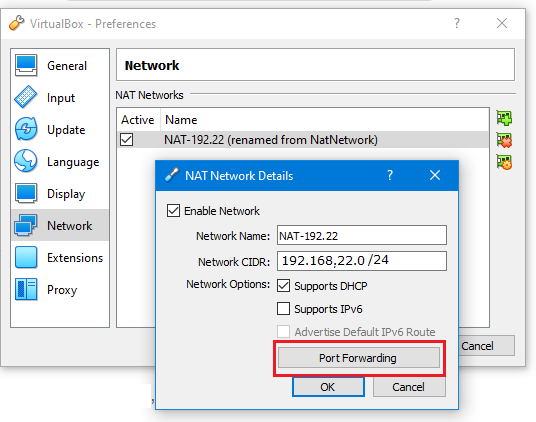 VirtualBox - Preferences ?
General
Input
Update
Language
Display
Network
Extensions
Proxy
Network
NAT Networks
Active Name
NAT-192.22 (renamed from NatNetwork)
Cancel
NAT Network Details ?
Enable Network
Network Name: NAT-192.22
Network CIDR: 192.168,22.0 /24
Network Options: Supports DHCP
Supports IPv6
Advertise Default IPv6 Route
Port Forwarding
OK Cancel
,